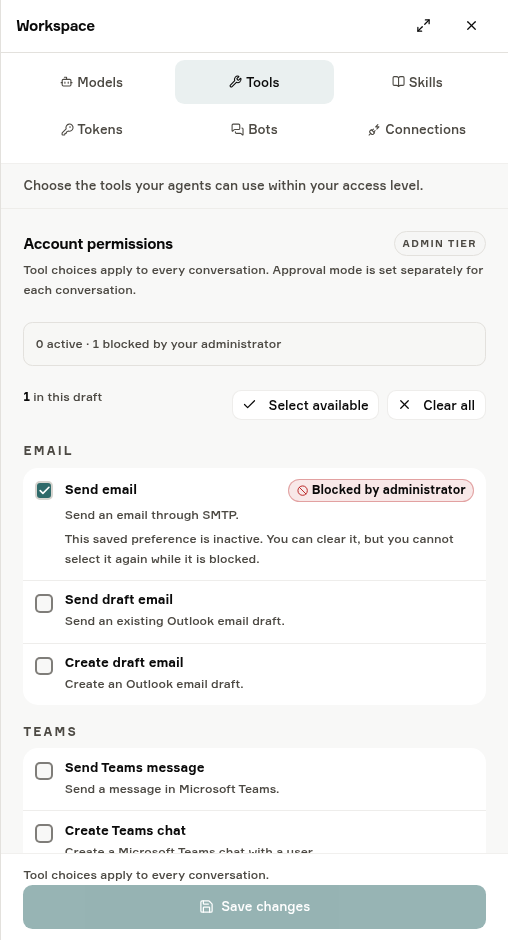 Workspace
Models
Tools
Skills
Tokens
Bots
Connections
Choose the tools your agents can use within your access level.
Account permissions
ADMIN TIER
Tool choices apply to every conversation. Approval mode is set separately for
each conversation.
0 active · 1 blocked by your administrator
1 in this draft
Select available
Clear all
EMAIL
Send email
Blocked by administrator
Send an email through SMTP.
This saved preference is inactive. You can clear it, but you cannot
select it again while it is blocked.
Send draft email
Send an existing Outlook email draft.
Create draft email
Create an Outlook email draft.
TEAMS
Send Teams message
Send a message in Microsoft Teams.
Create Teams chat
Create a Microsoft Teams chat with a user
Tool choices apply to every conversation.
Save changes